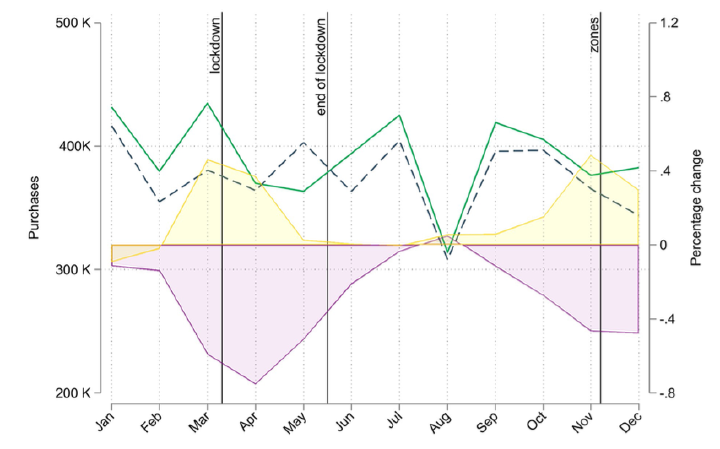 500 K
400K
300 K
200 K
Purchases
lockdown
end of lockdown
zones
1.2
.8
.4
0
-.4
-.8
Percentage change
Jan
Feb
Mar
Apr
May
Jun
Jul
Aug
Sep
Oct
Nov
Dec